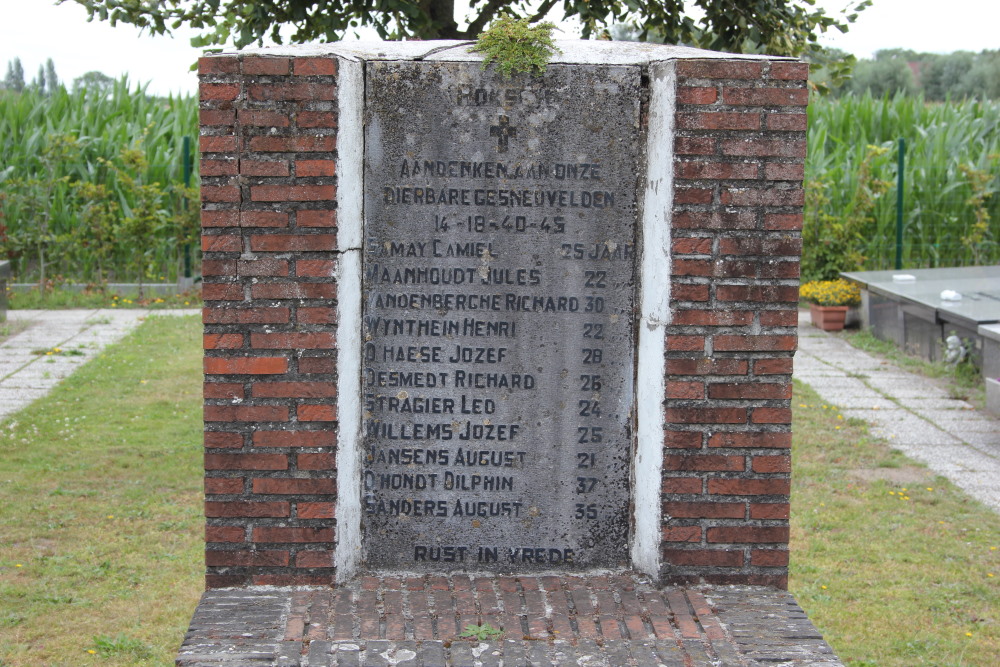 AANDENKEN AAN ONZE
DIERBARE GESNEUVELDEN
14-18-40-45
SAMAY CAMIEL 25 JAAR
MAANHOUDT JULES 22
VANDENBERGHE RICHARD 30
WYNTHEIN HENRI 22
D'HAESE JOZEF 28
DESMEDT RICHARD 26
STRAGIER LEO 24
WILLEMS JOZEF 25
JANSENS AUGUST 21
D'HONDT DILPHIN 37
SANDERS AUGUST 35
RUST IN VREDE